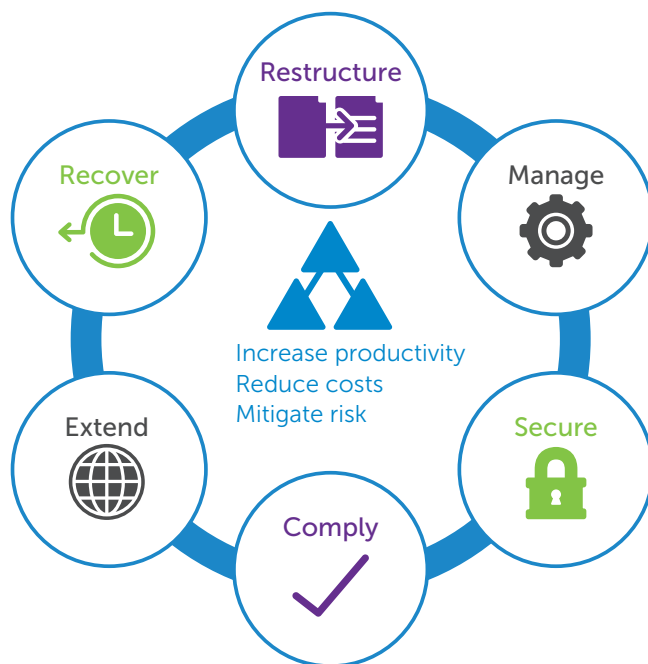 Restructure
Manage
Secure
Comply
Extend
Recover
Increase productivity
Reduce costs
Mitigate risk